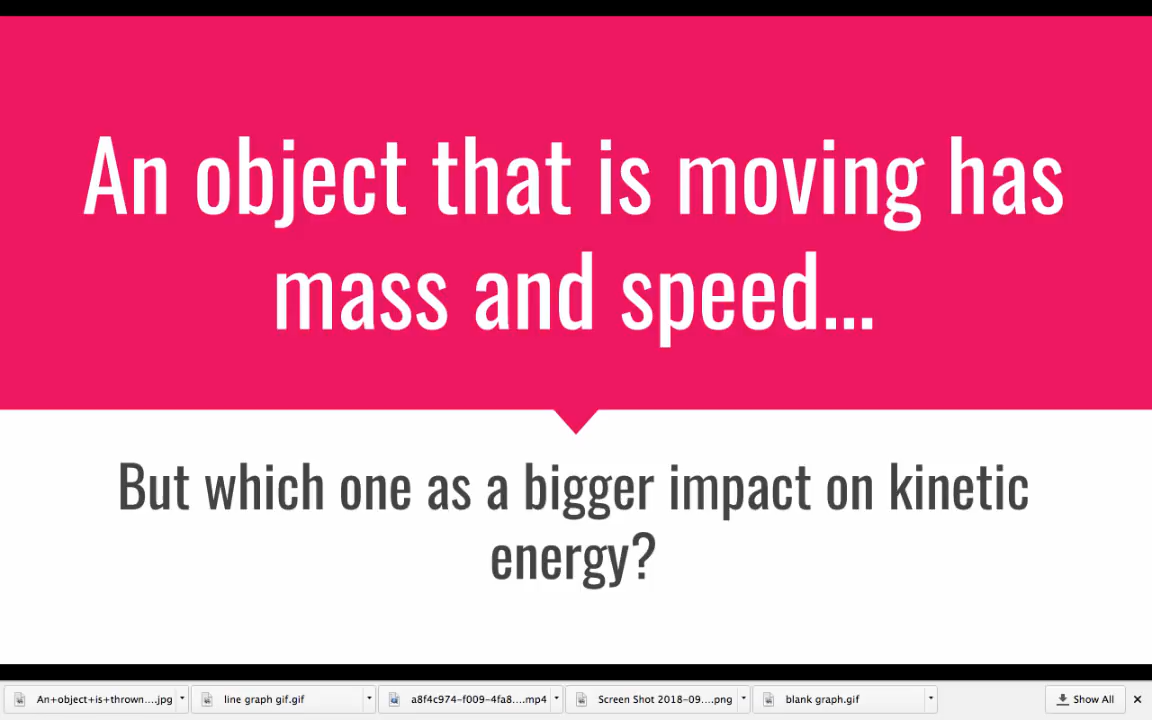 An object that is moving has
mass and speed...
But which one as a bigger impact on kinetic
energy?
An+object+is+thrown....jpg
line graph gif.gif
a8f4c974-f009-4fa8....mp4
Screen Shot 2018-09....png
blank graph.gif
Show All